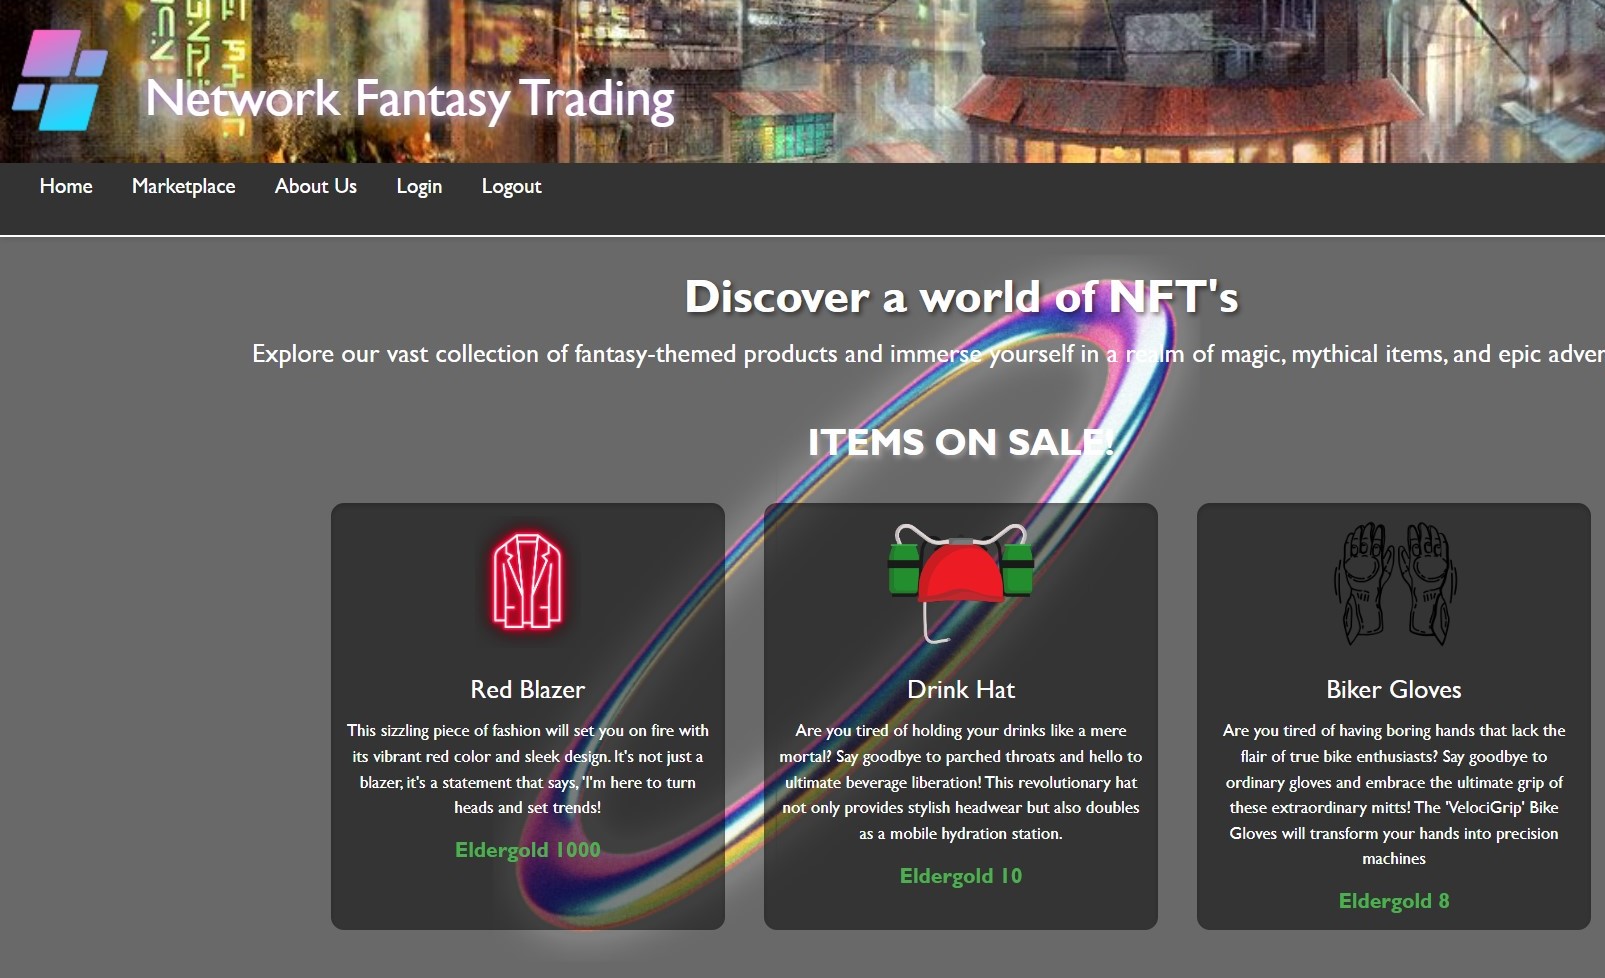 Network Fantasy Trading
Home Marketplace About Us Login Logout
Discover a world of NFT's
Explore our vast collection of fantasy-themed products and immerse yourself in a realm of magic, mythical items, and epic
ITEMS ON SALE!
Red Blazer
This sizzling piece of fashion will set you on fire with
its vibrant red color and sleek design. It's not just a
blazer, it's a statement that says, 'I'm here to turn
heads and set trends!
Eldergold 1000
Drink Hat
Are you tired of holding your drinks like a mere
mortal? Say goodbye to parched throats and hello to
ultimate beverage liberation! This revolutionary hat
not only provides stylish headwear but also doubles
as a mobile hydration station.
Eldergold 10
Biker Gloves
Are you tired of having boring hands that lack the
flair of true bike enthusiasts? Say goodbye to
ordinary gloves and embrace the ultimate grip of
these extraordinary mitts! The 'VelociGrip' Bike
Gloves will transform your hands into precision
machines
Eldergold 8